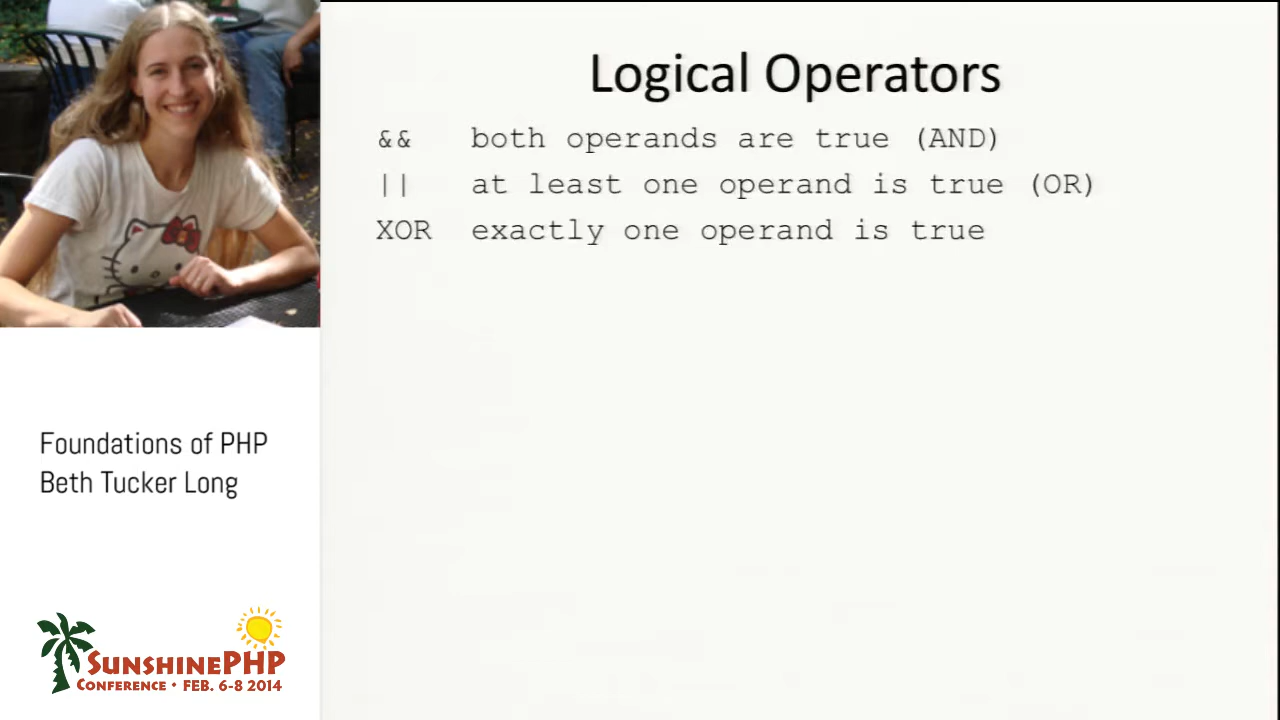 Logical Operators
&& both operands are true (AND)
|| at least one operand is true (OR)
XOR exactly one operand is true
Foundations of PHP
Beth Tucker Long
SUNSHINEPHP
CONFERENCE • FEB. 6-8 2014